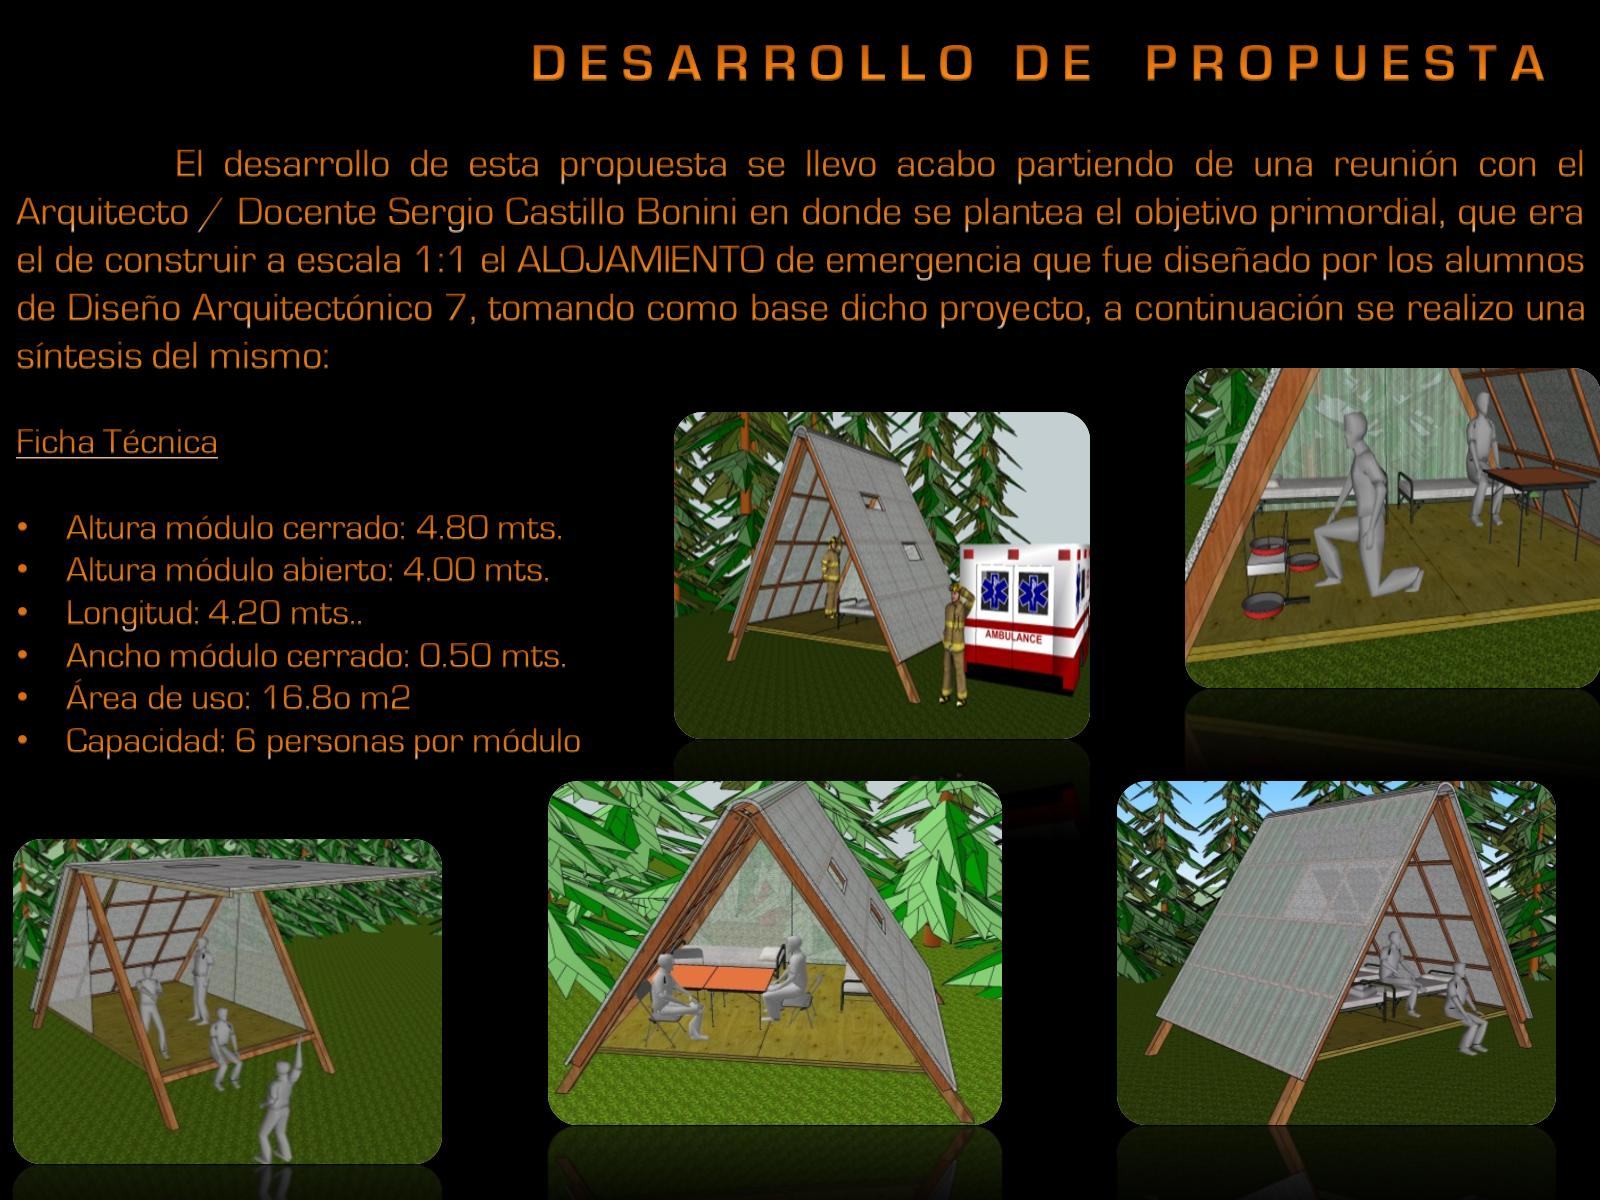 DESARROLLO DE PROPUESTA
El desarrollo de esta propuesta se llevo acabo partiendo de una reunión con el
Arquitecto / Docente Sergio Castillo Bonini en donde se plantea el objetivo primordial, que era
el de construir a escala 1:1 el ALOJAMIENTO de emergencia que fue diseñado por los alumnos
de Diseño Arquitectónico 7, tomando como base dicho proyecto, a continuación se realizo una
síntesis del mismo:
Ficha Técnica
• Altura módulo cerrado: 4.80 mts.
• Altura módulo abierto: 4.00 mts.
• Longitud: 4.20 mts..
• Ancho módulo cerrado: 0.50 mts.
• Área de uso: 16.8o m2
• Capacidad: 6 personas por módulo
AMBULANCE